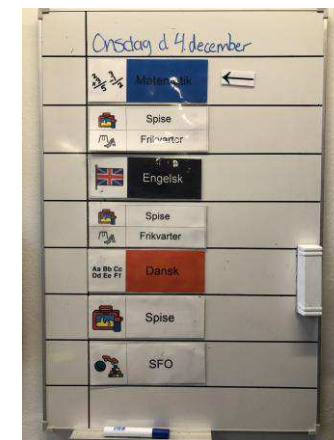 Onsdag d 4. december
Matematik
Spise
Frikvarter
Engelsk
Spise
Frikvarter
Aa Bb Cc
Dd Ee Ff
Dansk
Spise
SFO